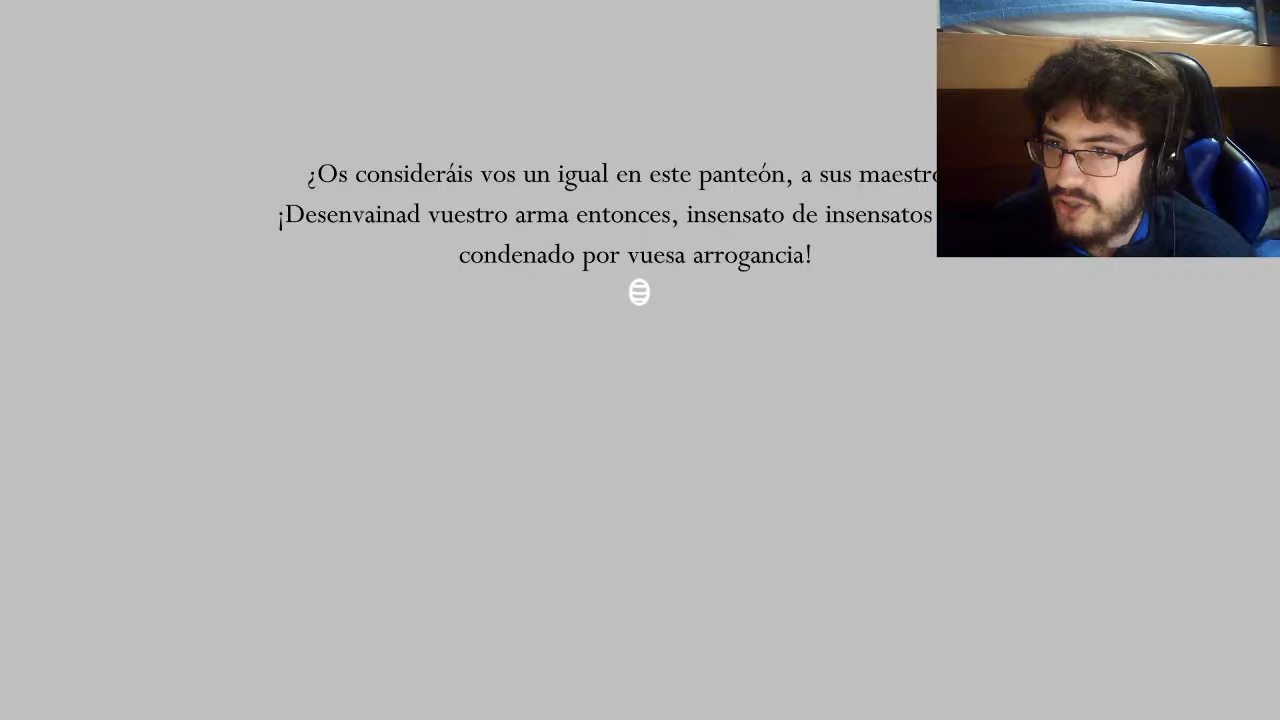 ¿Os consideráis vos un igual en este panteón, a sus
¡Desenvainad vuestro arma entonces, insensato de insensatos
condenado por vuesa arrogancia!